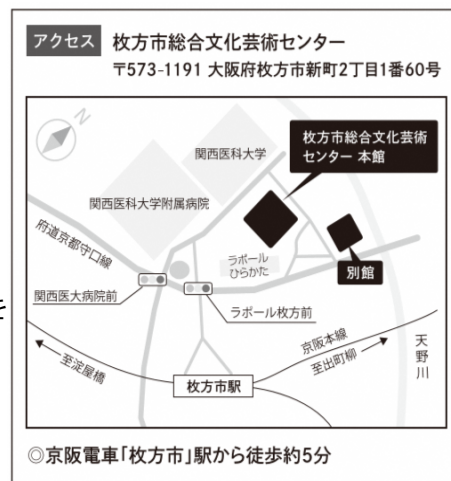 アクセス 枚方市総合文化芸術センター
〒573-1191 大阪府枚方市新町2丁目1番60号
N
枚方市総合文化芸術
センター 本館
関西医科大学
関西医科大学附属病院
府道京都守口線
ラポール
ひらかた
別館
関西医大病院前
ラポール枚方前
京阪本線
至出町柳
天野川
至淀屋橋
枚方市駅
◎京阪電車「枚方市」駅から徒歩約5分